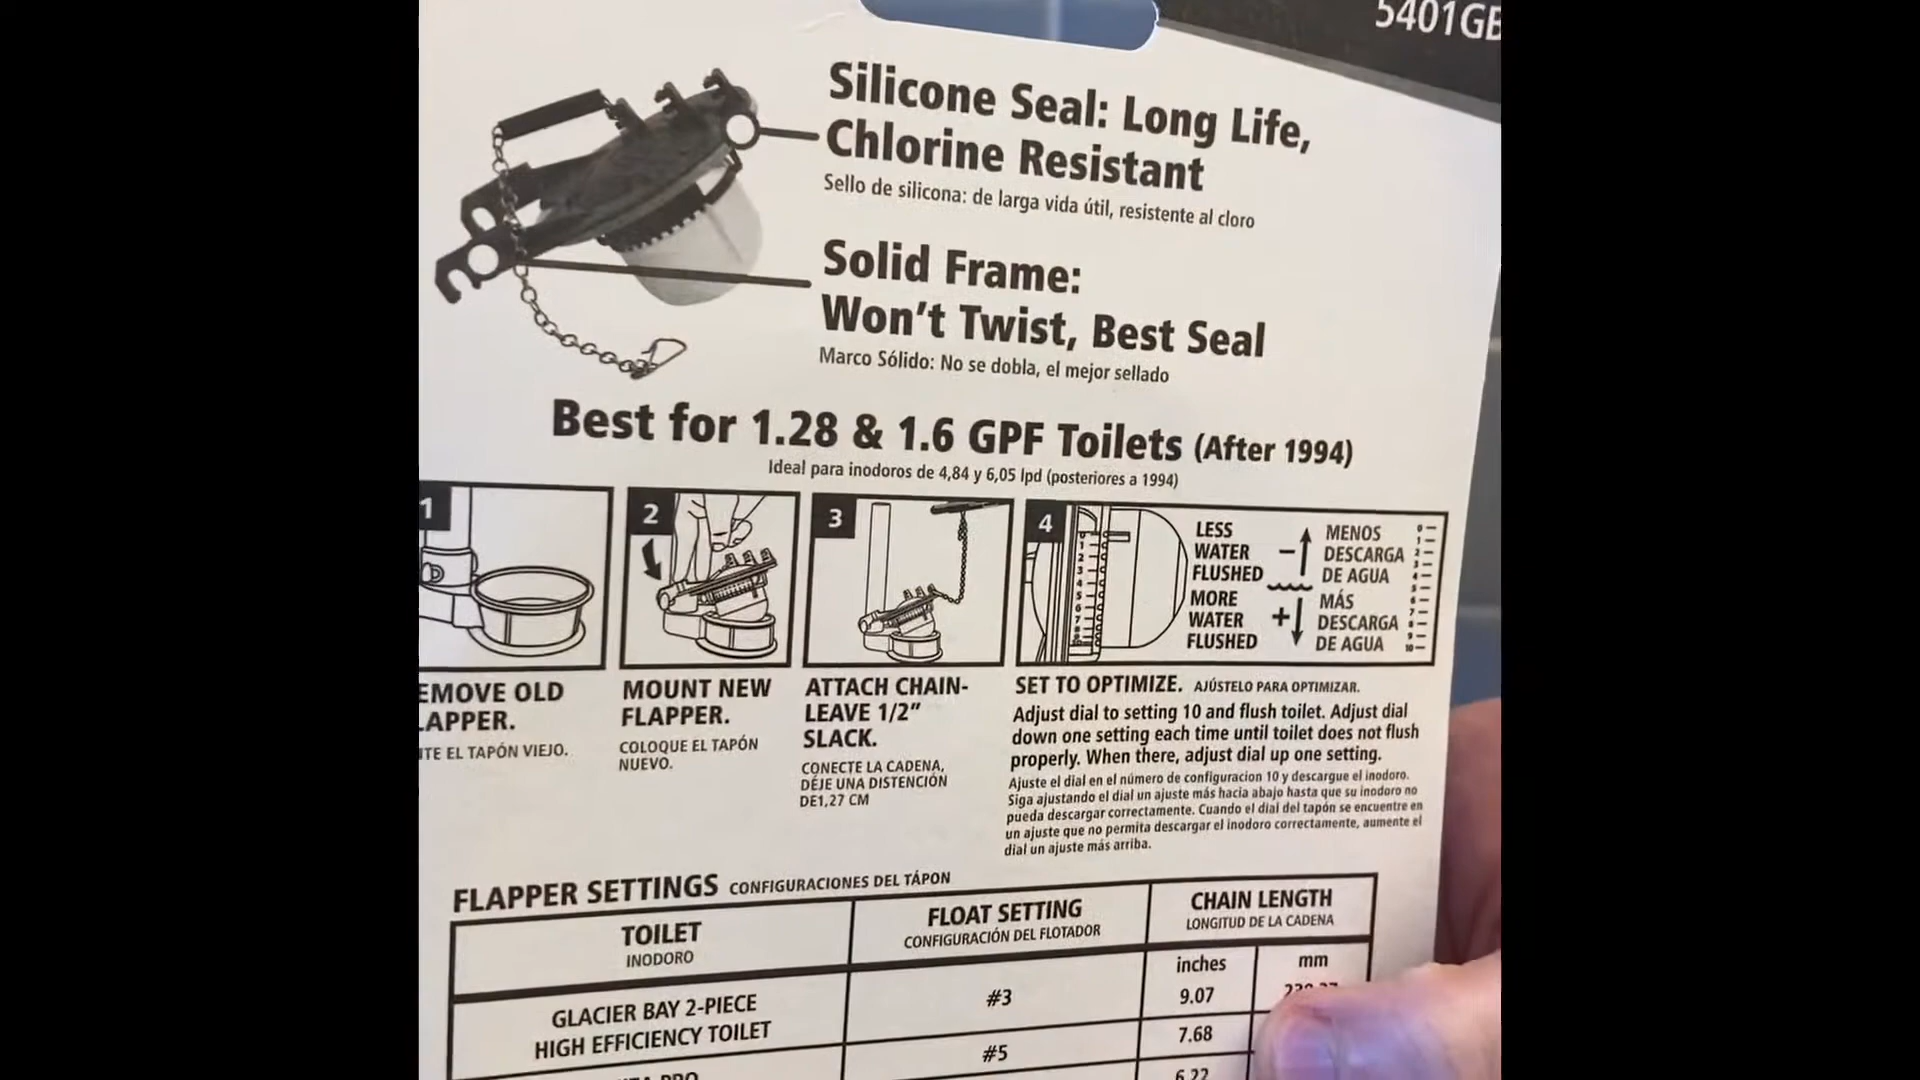 5401GB
Silicone Seal: Long Life,
Chlorine Resistant
Sello de silicona: de larga vida útil, resistente al cloro
Solid Frame:
Won't Twist, Best Seal
Marco Sólido: No se dobla, el mejor sellado
Best for 1.28 & 1.6 GPF Toilets (After 1994)
Ideal para inodoros de 4,84 y 6,05 lpd (posteriores a 1994)
1
EMOVE OLD
LAPPER.
ITE EL TAPÓN VIEJO.
2
MOUNT NEW
FLAPPER.
COLOQUE EL TAPÓN
NUEVO.
3
ATTACH CHAIN-
LEAVE 1/2"
SLACK.
CONECTE LA CADENA,
DÉJE UNA DISTENCIÓN
DE1,27 CM
4
LESS
WATER
FLUSHED
MORE
WATER
FLUSHED
MENOS
DESCARGA
DE AGUA
MÁS
DESCARGA
DE AGUA
SET TO OPTIMIZE. AJÚSTELO PARA OPTIMIZAR.
Adjust dial to setting 10 and flush toilet. Adjust dial
down one setting each time until toilet does not flush
properly. When there, adjust dial up one setting.
Ajuste el dial en el número de configuracion 10 y descargue el inodoro.
Siga ajustando el dial un ajuste más hacia abajo hasta que su inodoro no
pueda descargar correctamente. Cuando el dial del tapón se encuentre en
un ajuste que no permita descargar el inodoro correctamente, aumente el
dial un ajuste más arriba.
FLAPPER SETTINGS CONFIGURACIONES DEL TÁPON
TOILET
INODORO
FLOAT SETTING
CONFIGURACIÓN DEL FLOTADOR
CHAIN LENGTH
LONGITUD DE LA CADENA
inches
mm
GLACIER BAY 2-PIECE
HIGH EFFICIENCY TOILET
#3
9.07
#5
7.68
6.22